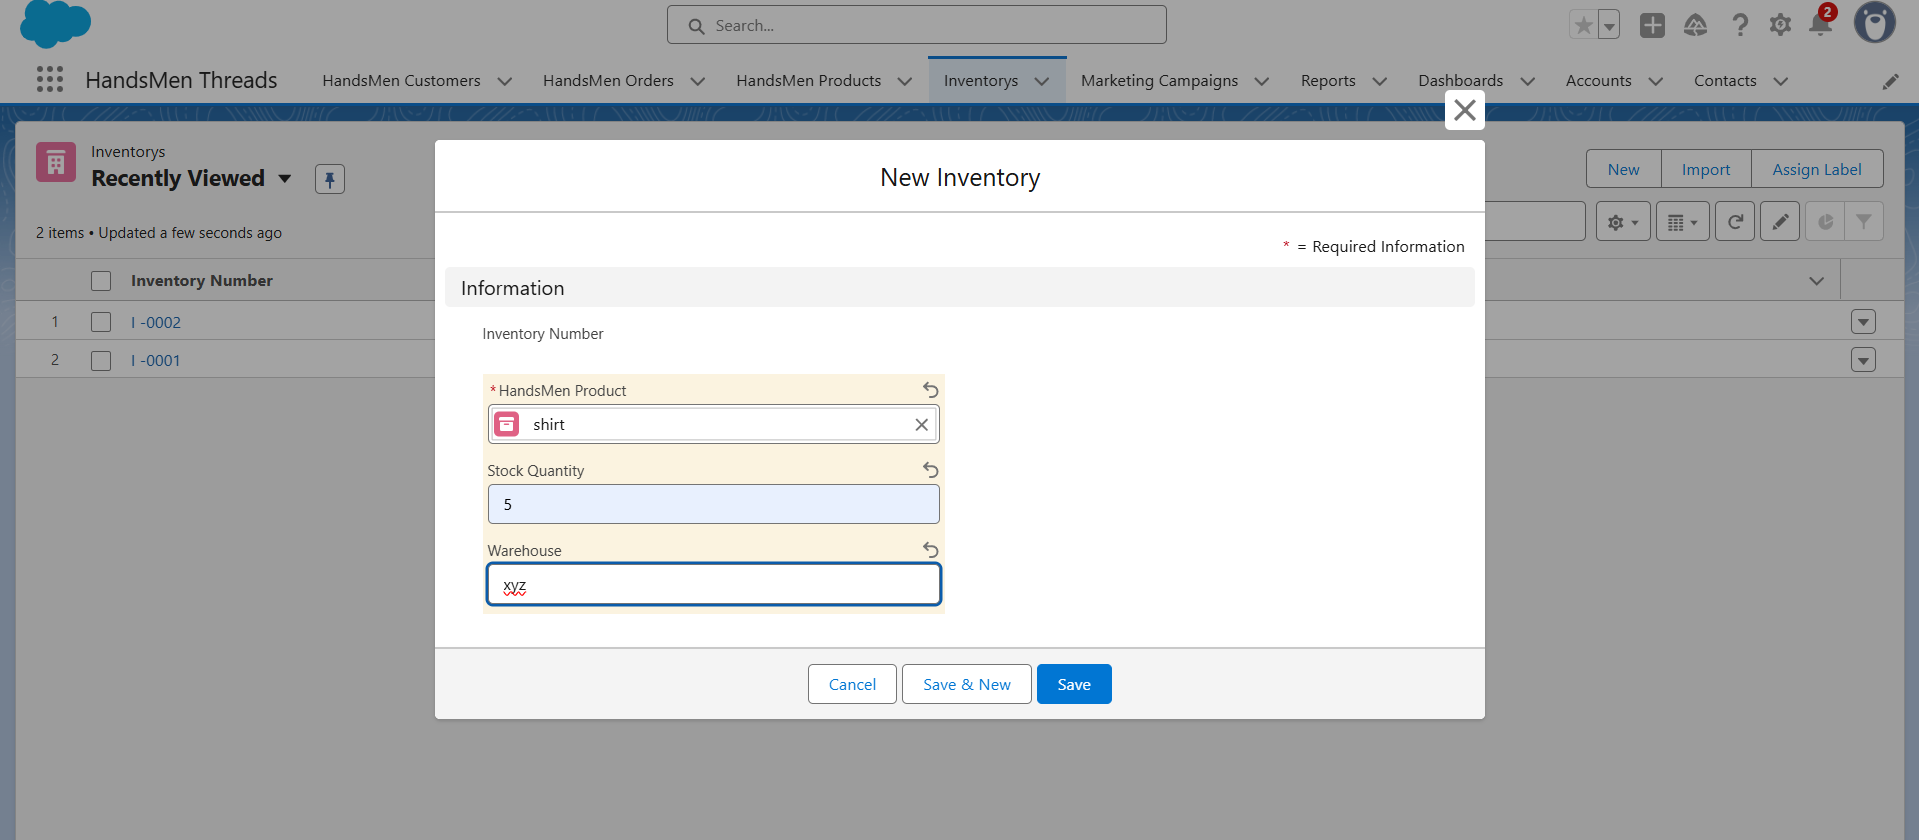 Search...
2
HandsMen Threads
HandsMen Customers
HandsMen Orders
HandsMen Products
Inventorys
Marketing Campaigns
Reports
Dashboards
Accounts
Contacts
Inventorys
Recently Viewed
New
Import
Assign Label
2 items • Updated a few seconds ago
Inventory Number
1
I -0002
2
I -0001
New Inventory
* = Required Information
Information
Inventory Number
*HandsMen Product
shirt
Stock Quantity
5
Warehouse
xyz
Cancel
Save & New
Save